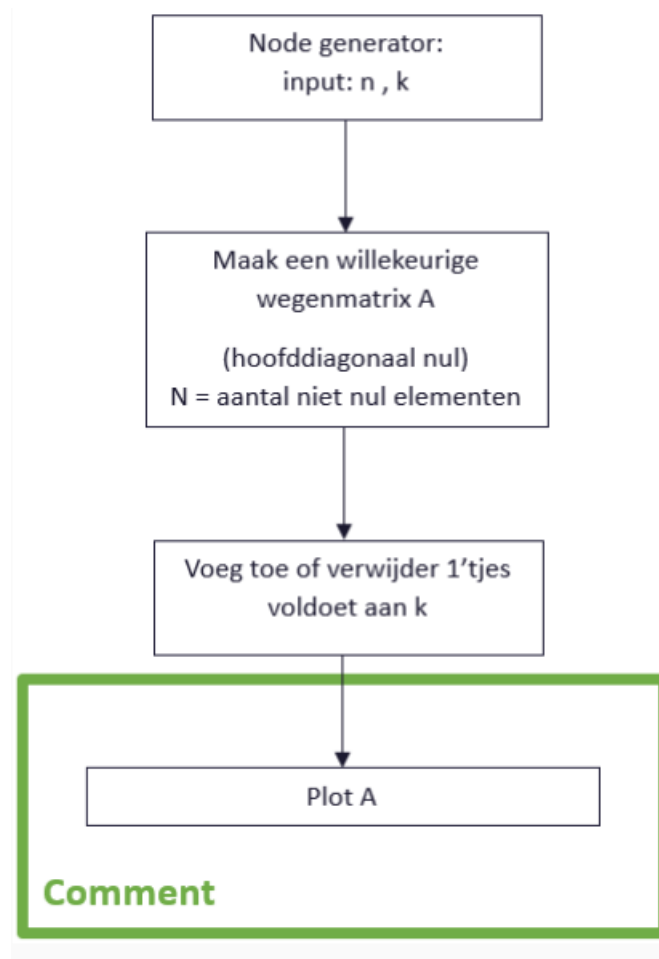 Node generator:
input: n , k
Maak een willekeurige
wegenmatrix A
(hoofddiagonaal nul)
N = aantal niet nul elementen
Voeg toe of verwijder 1'tjes
voldoet aan k
Plot A
Comment